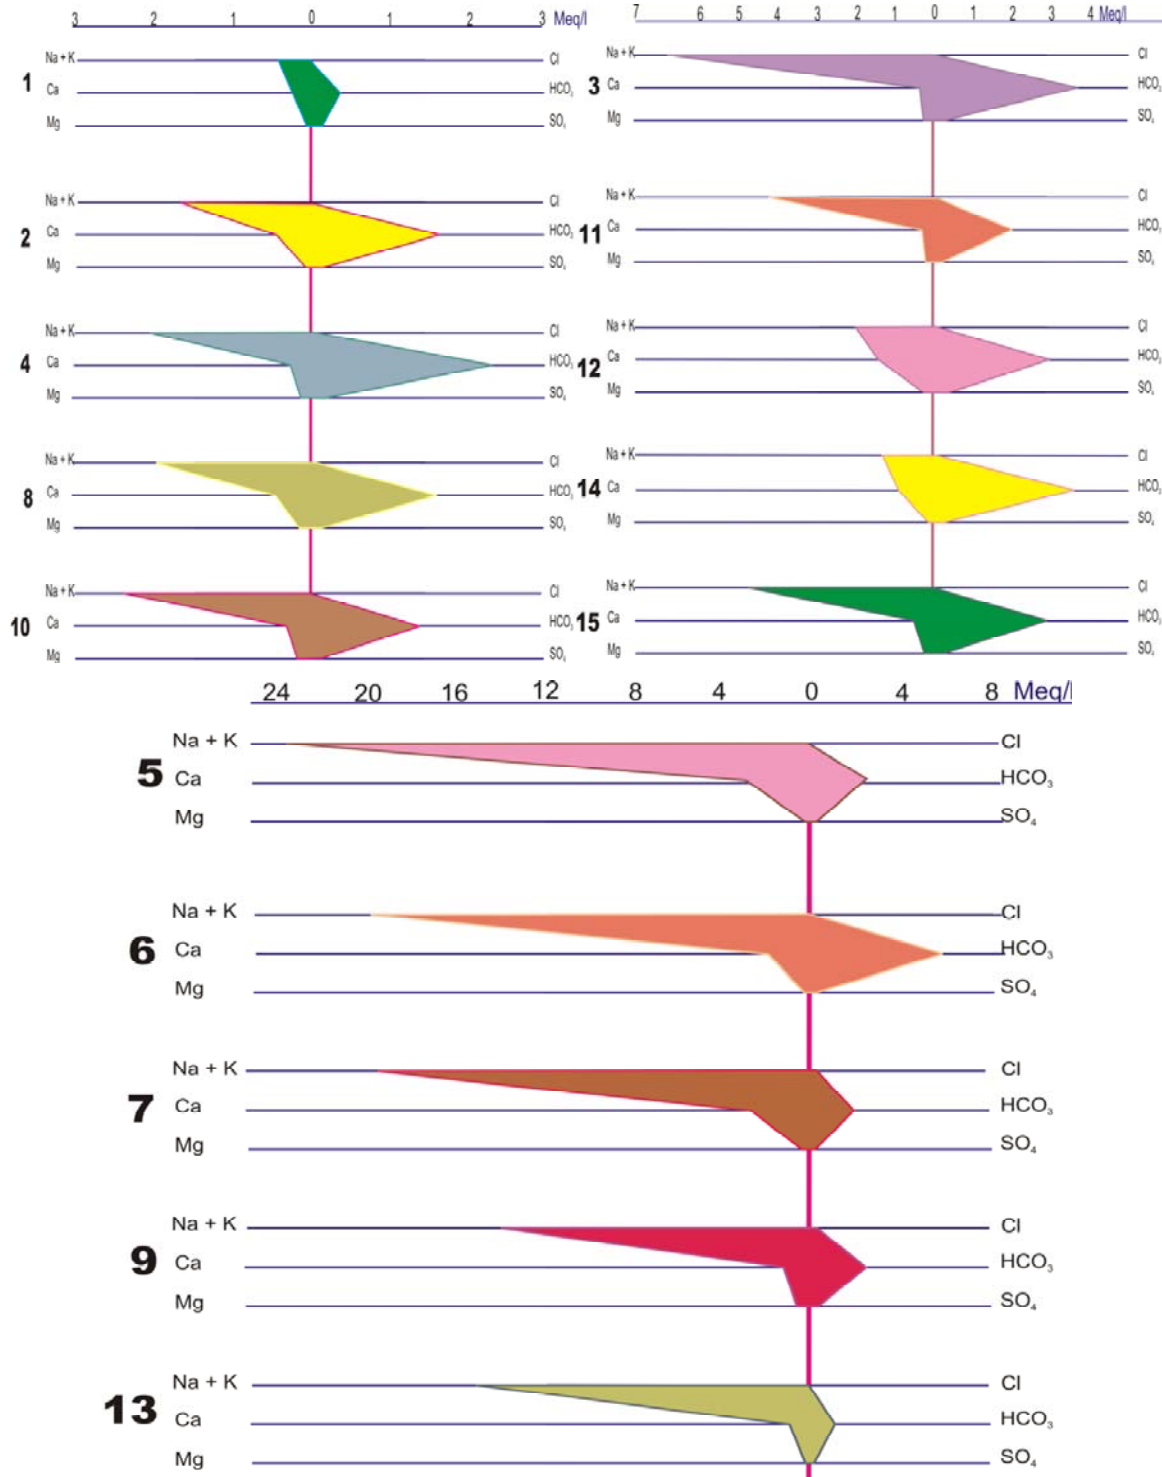 3 2 1 0 1 2 3 Meq/l
Na + K Cl
1 Ca HCO₃
Mg SO₄
Na + K Cl
2 Ca HCO₃
Mg SO₄
Na + K Cl
4 Ca HCO₃
Mg SO₄
Na + K Cl
8 Ca HCO₃
Mg SO₄
Na + K Cl
10 Ca HCO₃
Mg SO₄
7 6 5 4 3 0 1 2 3 4 Meq/l
Na + K Cl
3 Ca HCO₃
Mg SO₄
Na + K Cl
11 Ca HCO₃
Mg SO₄
Na + K Cl
12 Ca HCO₃
Mg SO₄
Na + K Cl
14 Ca HCO₃
Mg SO₄
Na + K Cl
15 Ca HCO₃
Mg SO₄
24 20 16 12 8 4 0 4 8 Meq/l
Na + K Cl
5 Ca HCO₃
Mg SO₄
Na + K Cl
6 Ca HCO₃
Mg SO₄
Na + K Cl
7 Ca HCO₃
Mg SO₄
Na + K Cl
9 Ca HCO₃
Mg SO₄
Na + K Cl
13 Ca HCO₃
Mg SO₄